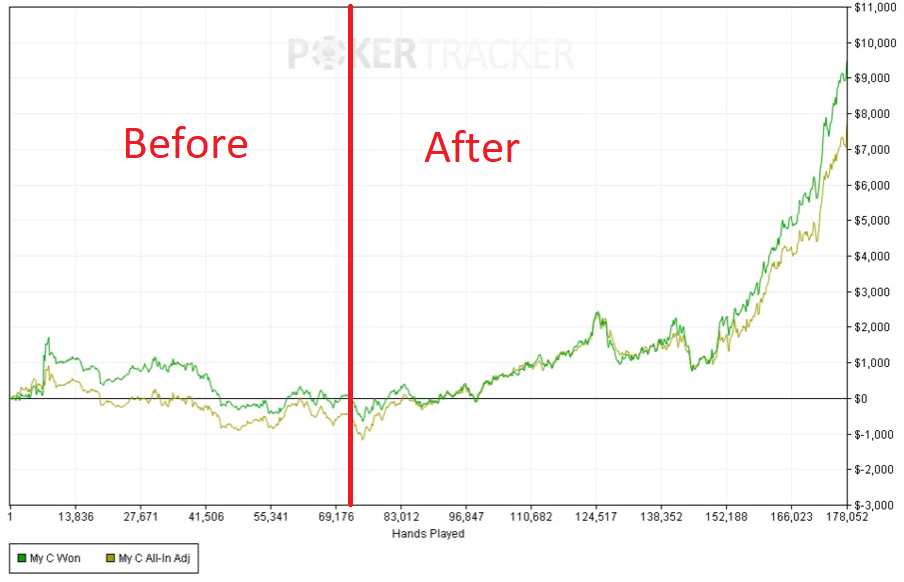 $11,000
POKERTRACKER
$10,000
$9,000
$8,000
Before
After
$7,000
$6,000
$5,000
$4,000
$3,000
$2,000
$1,000
$0
$-1,000
$-2,000
$-3,000
1 13,836 27,671 41,506 55,341 69,176 83,012 96,847 110,682 124,517 138,352 152,188 166,023 178,052
Hands Played
My C Won My C All-In Adj